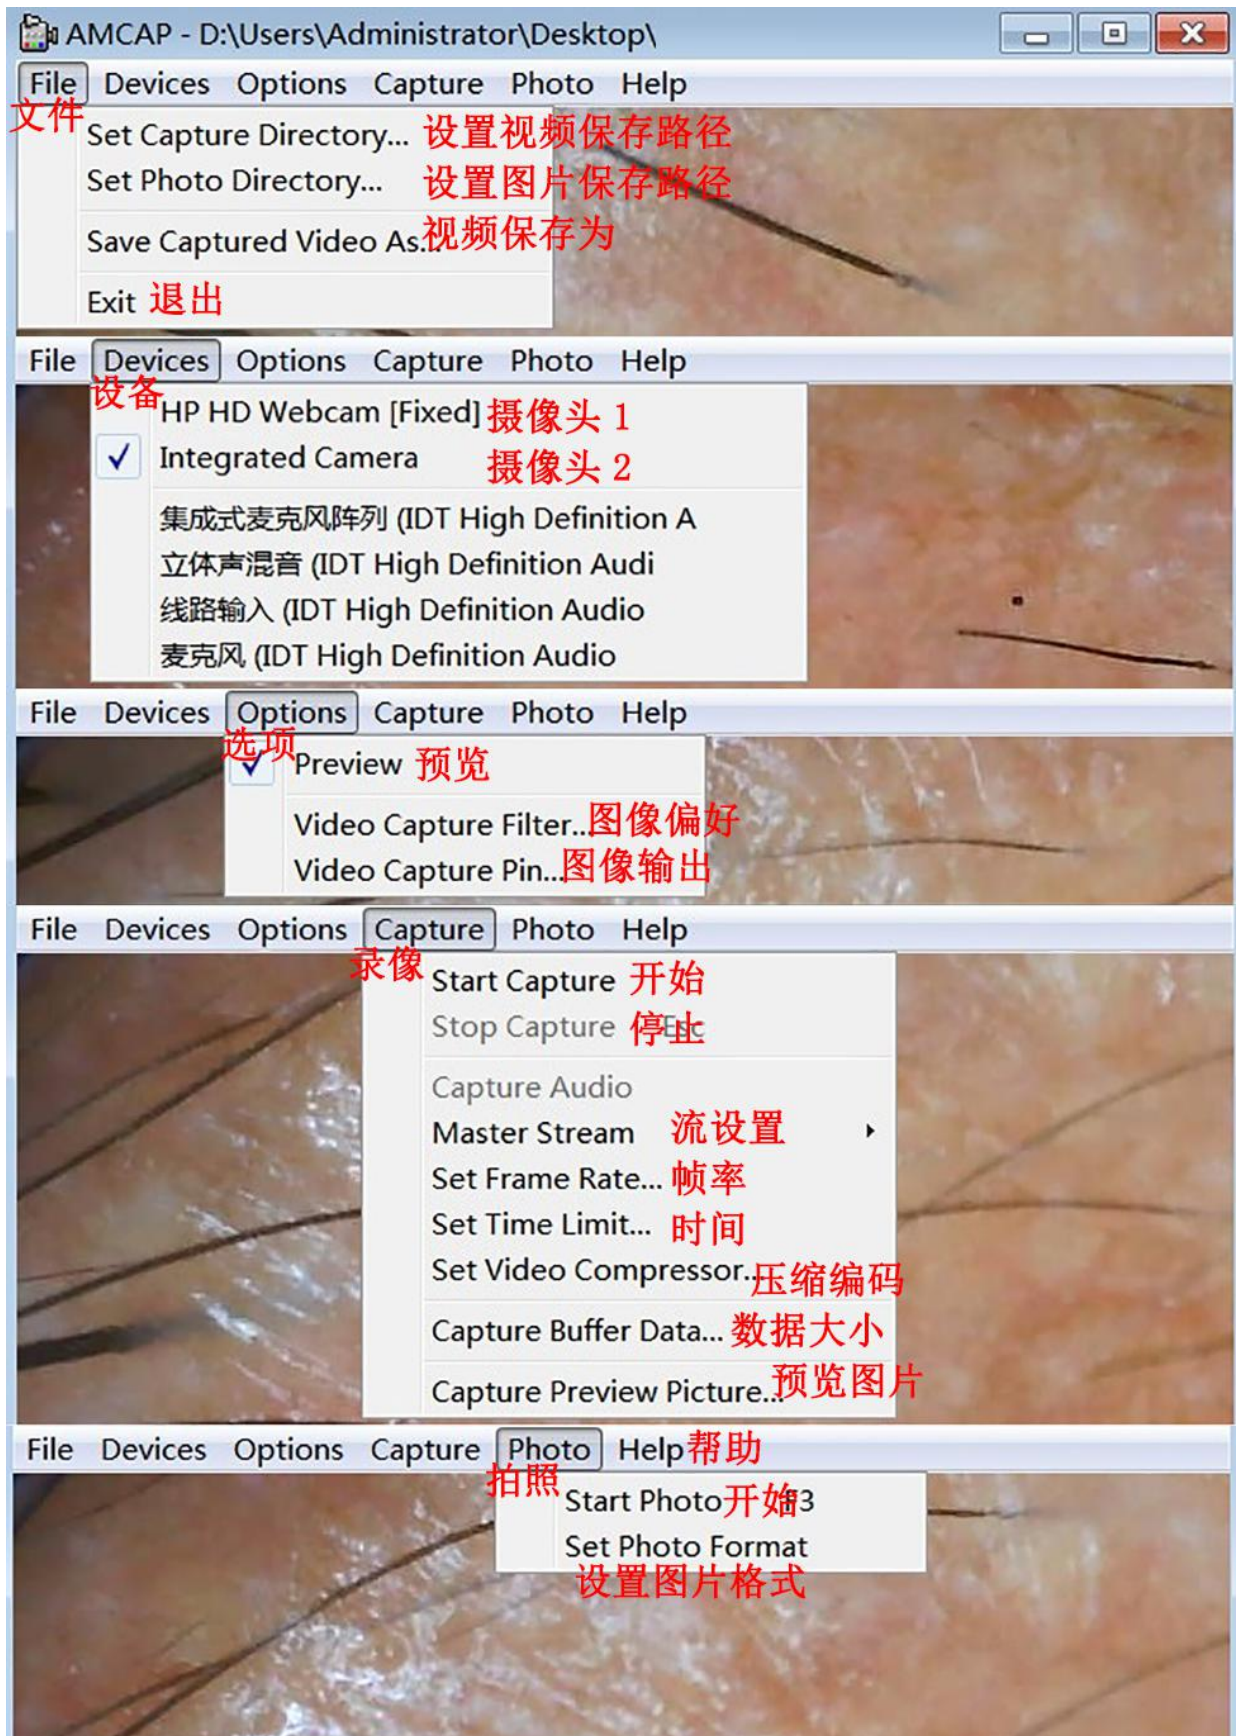 AMCAP - D:\Users\Administrator\Desktop\
File Devices Options Capture Photo Help
文件
Set Capture Directory... 设置视频保存路径
Set Photo Directory... 设置图片保存路径
Save Captured Video As... 视频保存为
Exit 退出
File Devices Options Capture Photo Help
设备
HP HD Webcam [Fixed] 摄像头 1
Integrated Camera 摄像头 2
集成式麦克风阵列 (IDT High Definition A
立体声混音 (IDT High Definition Audi
线路输入 (IDT High Definition Audio
麦克风 (IDT High Definition Audio
File Devices Options Capture Photo Help
选项
Preview 预览
Video Capture Filter... 图像偏好
Video Capture Pin... 图像输出
File Devices Options Capture Photo Help
录像
Start Capture 开始
Stop Capture 停止 Esc
Capture Audio
Master Stream 流设置
Set Frame Rate... 帧率
Set Time Limit... 时间
Set Video Compressor... 压缩编码
Capture Buffer Data... 数据大小
Capture Preview Picture... 预览图片
File Devices Options Capture Photo Help 帮助
拍照
Start Photo 开始 F3
Set Photo Format
设置图片格式